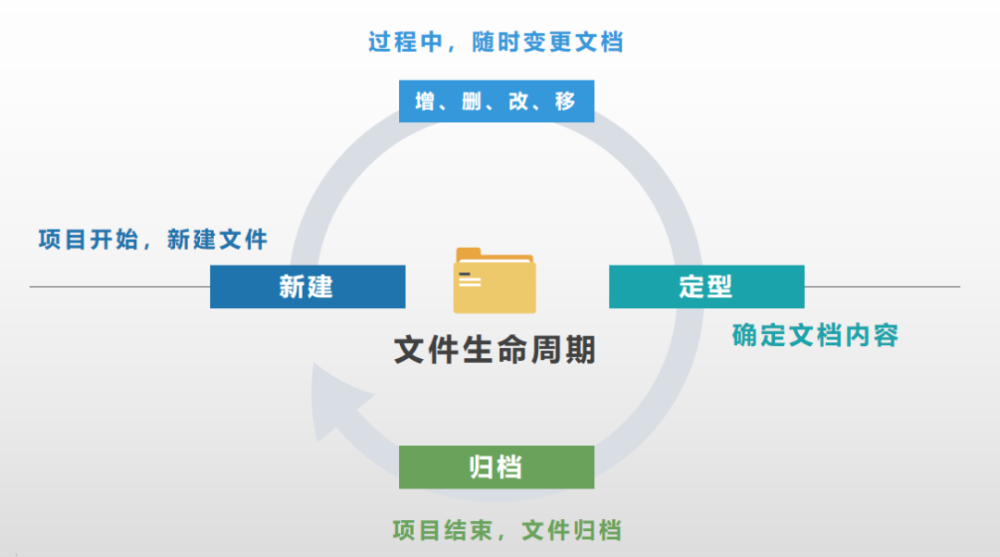 过程中，随时变更文档
增、删、改、移
项目开始，新建文件
新建
定型
确定文档内容
文件生命周期
归档
项目结束，文件归档